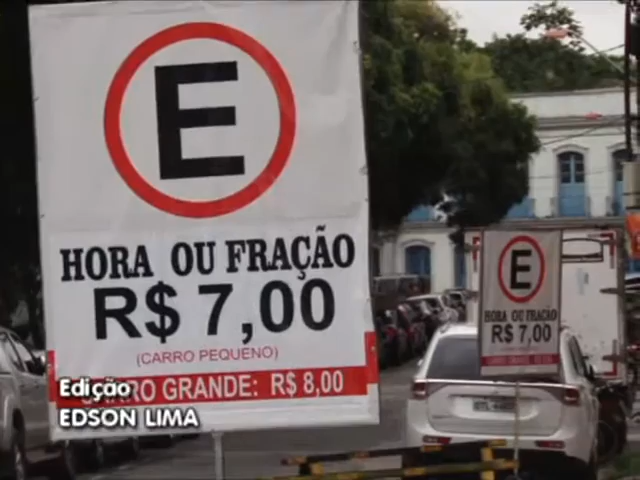 E
HORA OU FRAÇÃO
R$ 7,00
(CARRO PEQUENO)
CARRO GRANDE: R$ 8,00
Edição
EDSON LIMA
E
HORA OU FRAÇÃO
R$ 7,00